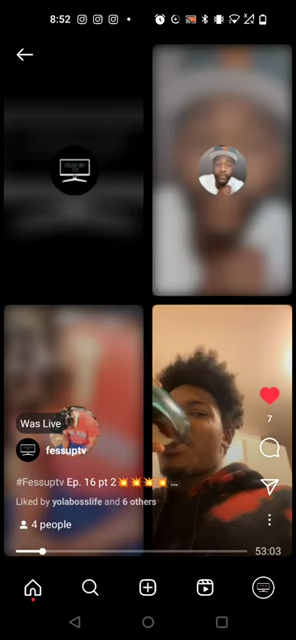 8:52
Was Live
fessuptv
#Fessuptv Ep. 16 pt 2💥💥💥💥 ...
Liked by yolabosslife and 6 others
4 people
7
53:03